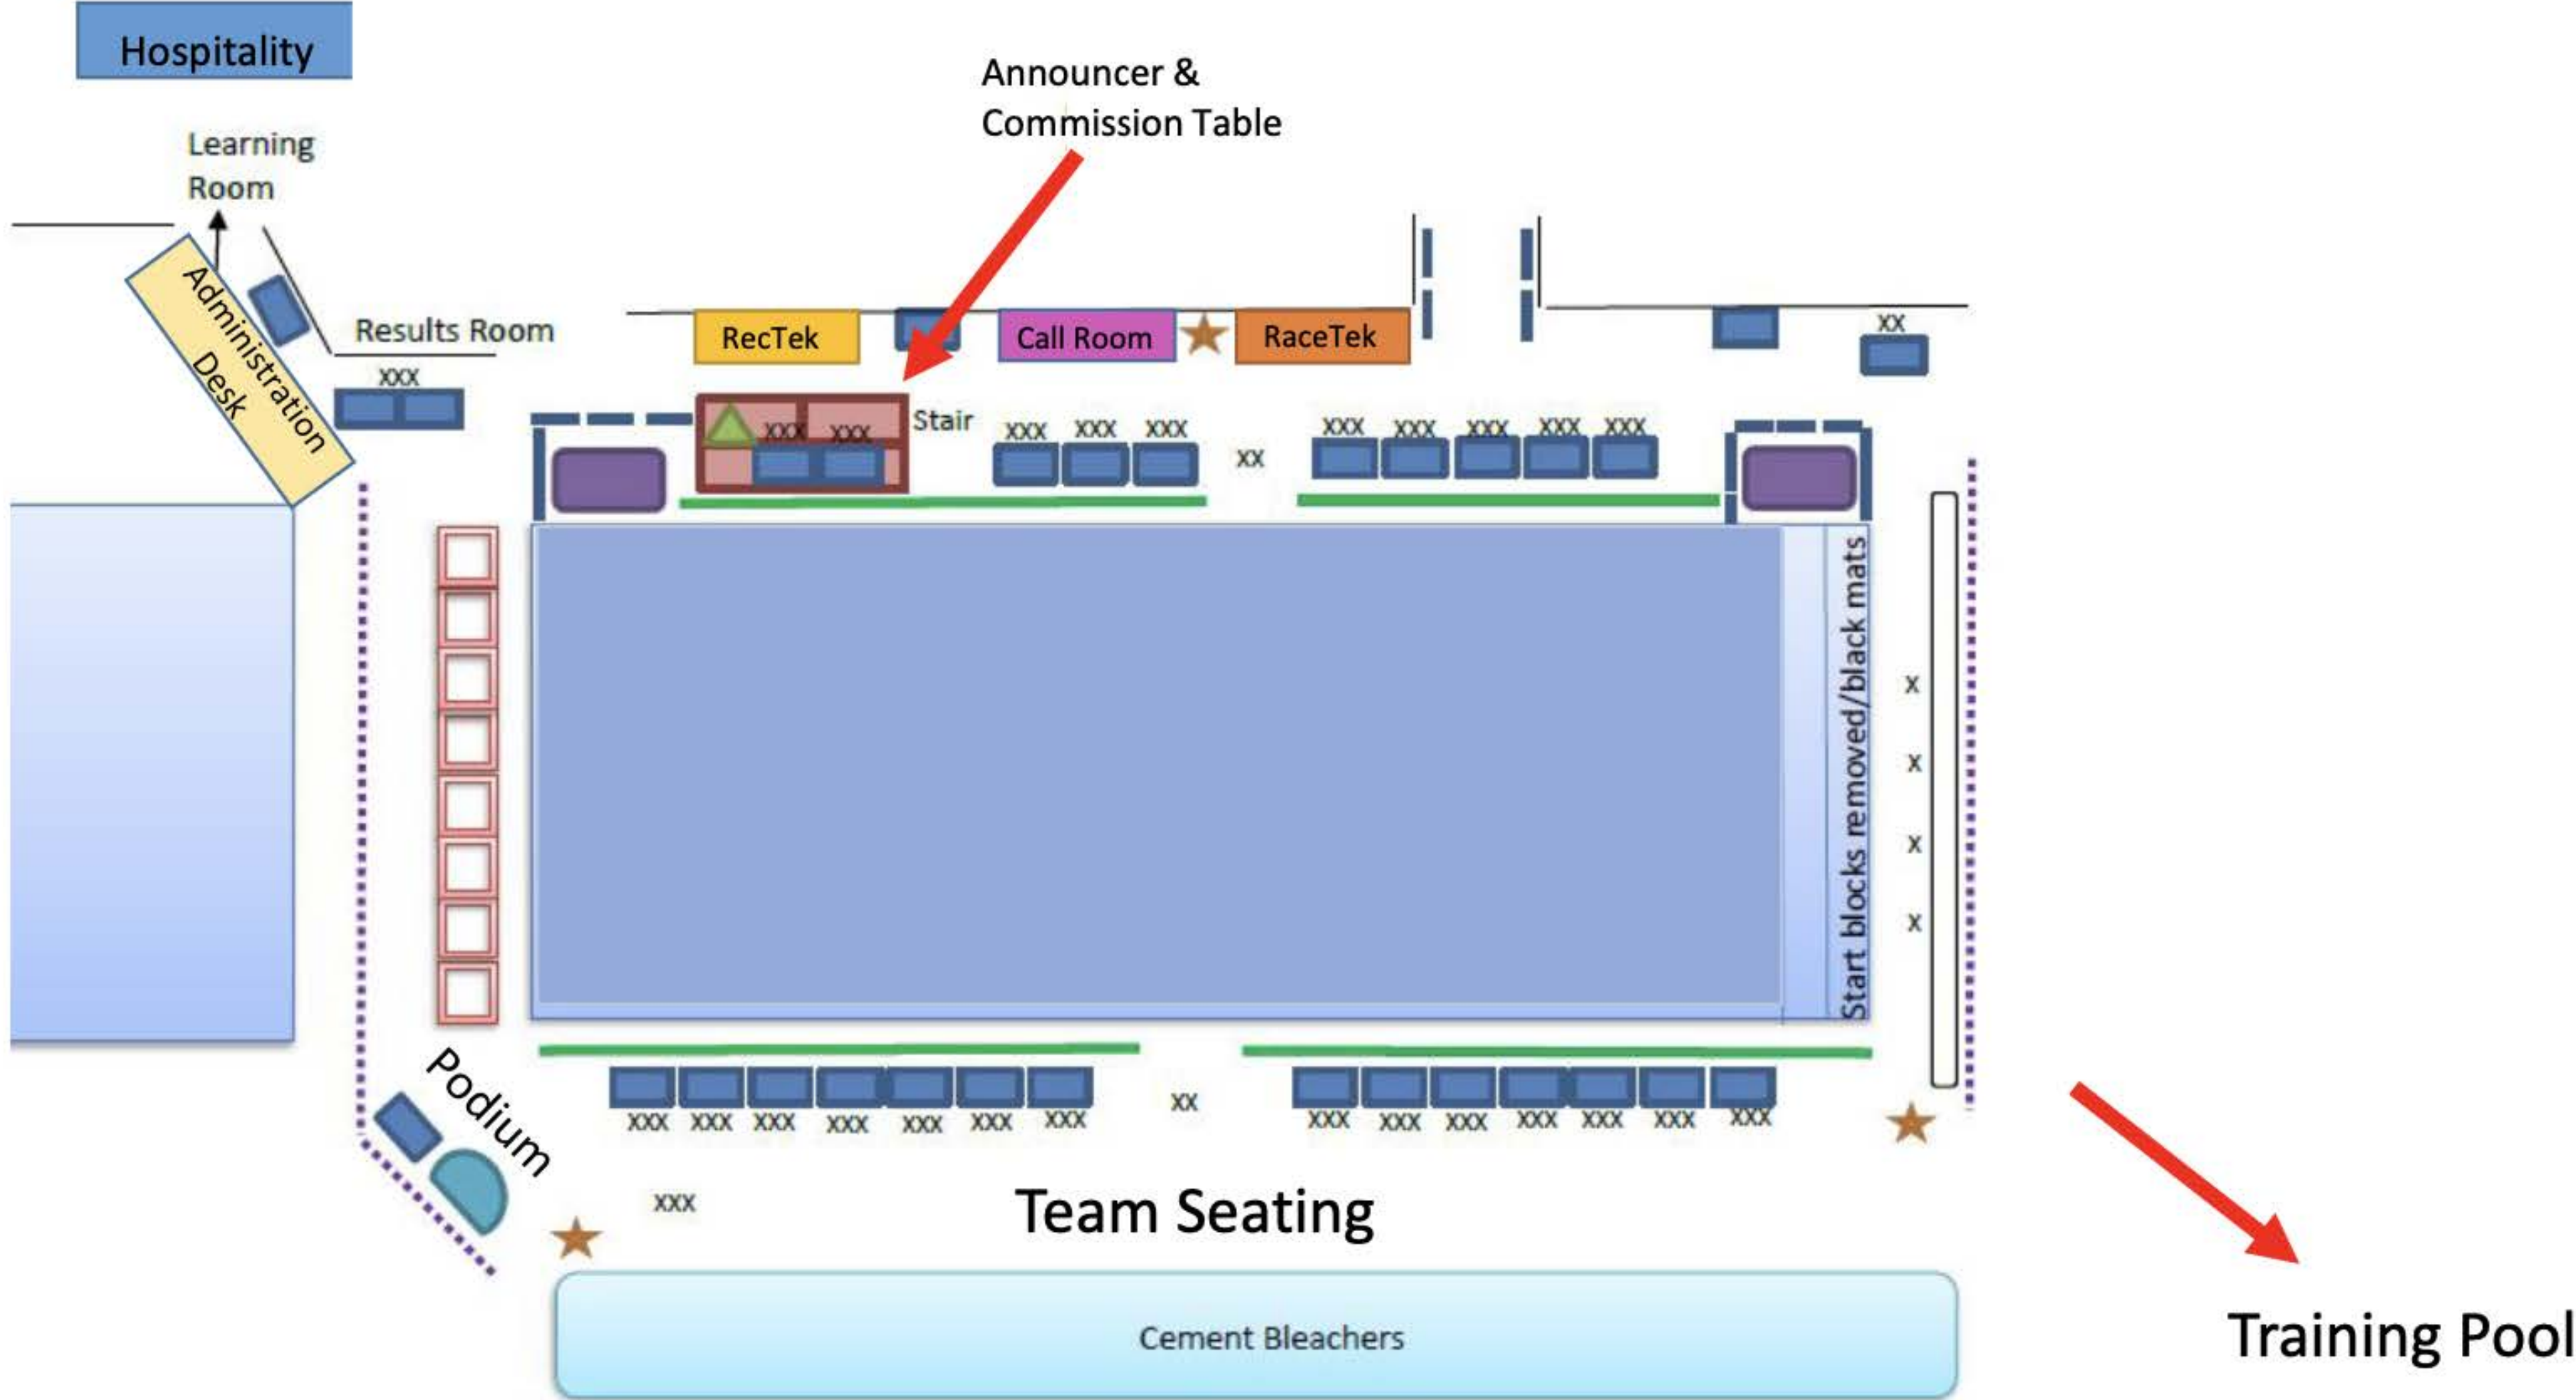 Hospitality
Announcer &
Commission Table
Learning
Room
Administration
Desk
Results Room
RecTek
Call Room
RaceTek
XX
XXX
Stair
XXX
XXX
XXX
XXX
XXX
XX
XXX
XXX
XXX
XXX
XXX
Start blocks removed/black mats
X
X
X
X
Podium
XXX
XXX
XXX
XXX
XXX
XXX
XXX
XX
XXX
XXX
XXX
XXX
XXX
XXX
XXX
XXX
Team Seating
Cement Bleachers
Training Pool